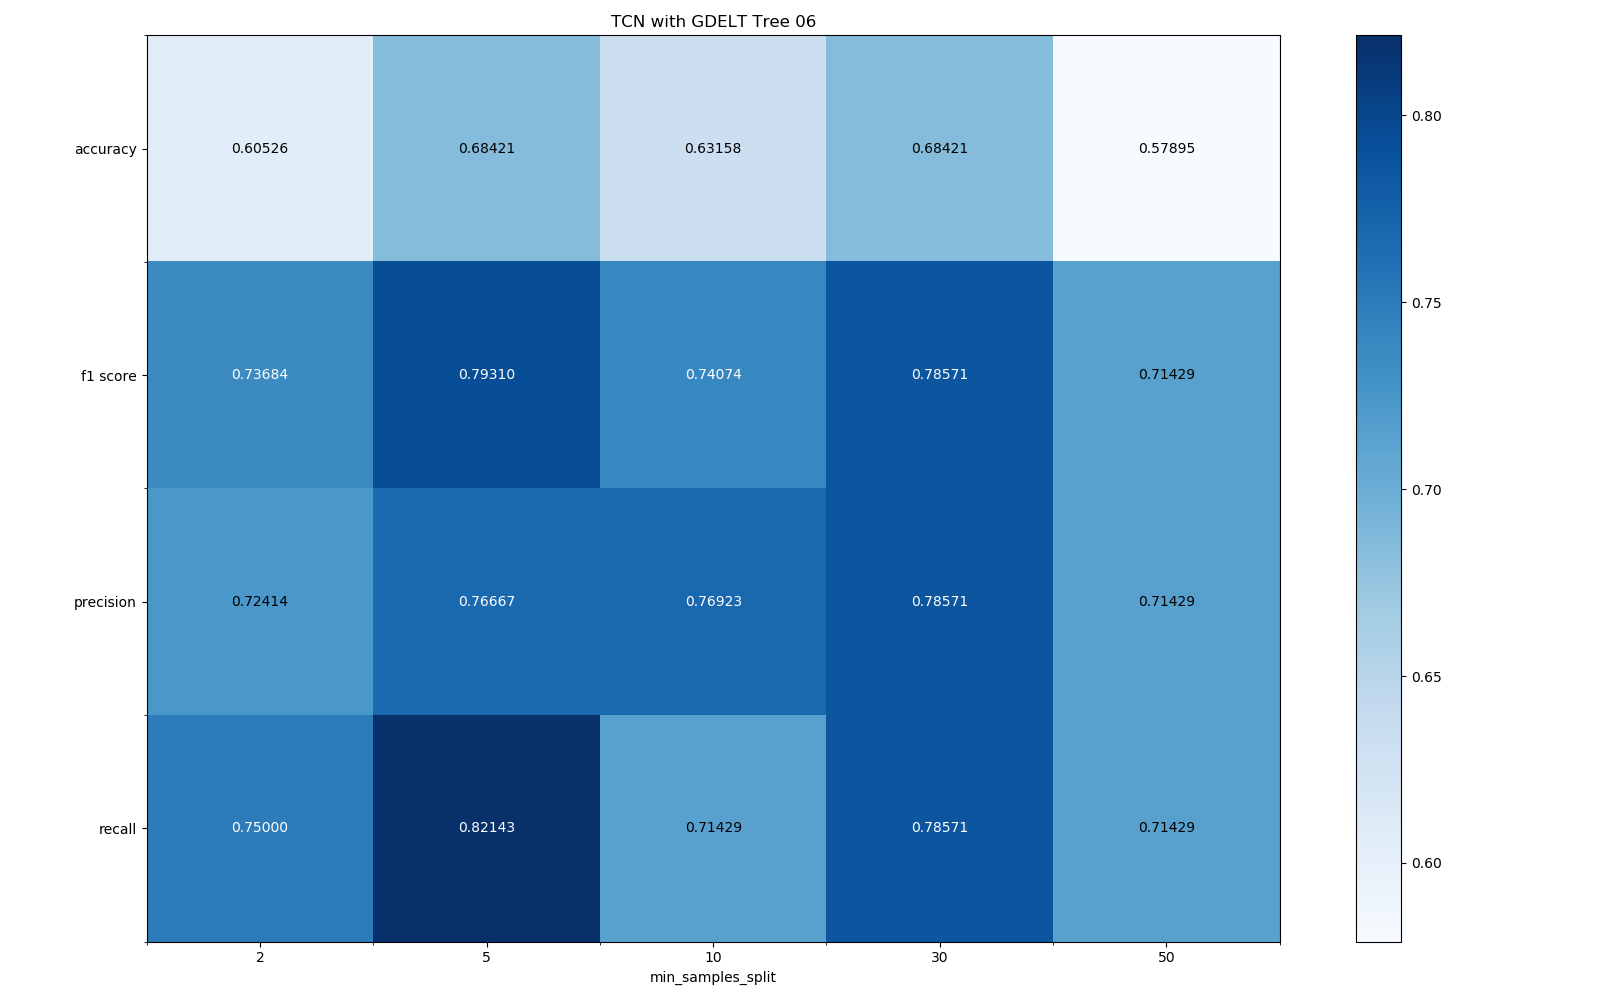 TCN with GDELT Tree 06
accuracy 0.60526 0.68421 0.63158 0.68421 0.57895
f1 score 0.73684 0.79310 0.74074 0.78571 0.71429
precision 0.72414 0.76667 0.76923 0.78571 0.71429
recall 0.75000 0.82143 0.71429 0.78571 0.71429
2 5 10 30 50
min_samples_split
0.80
0.75
0.70
0.65
0.60